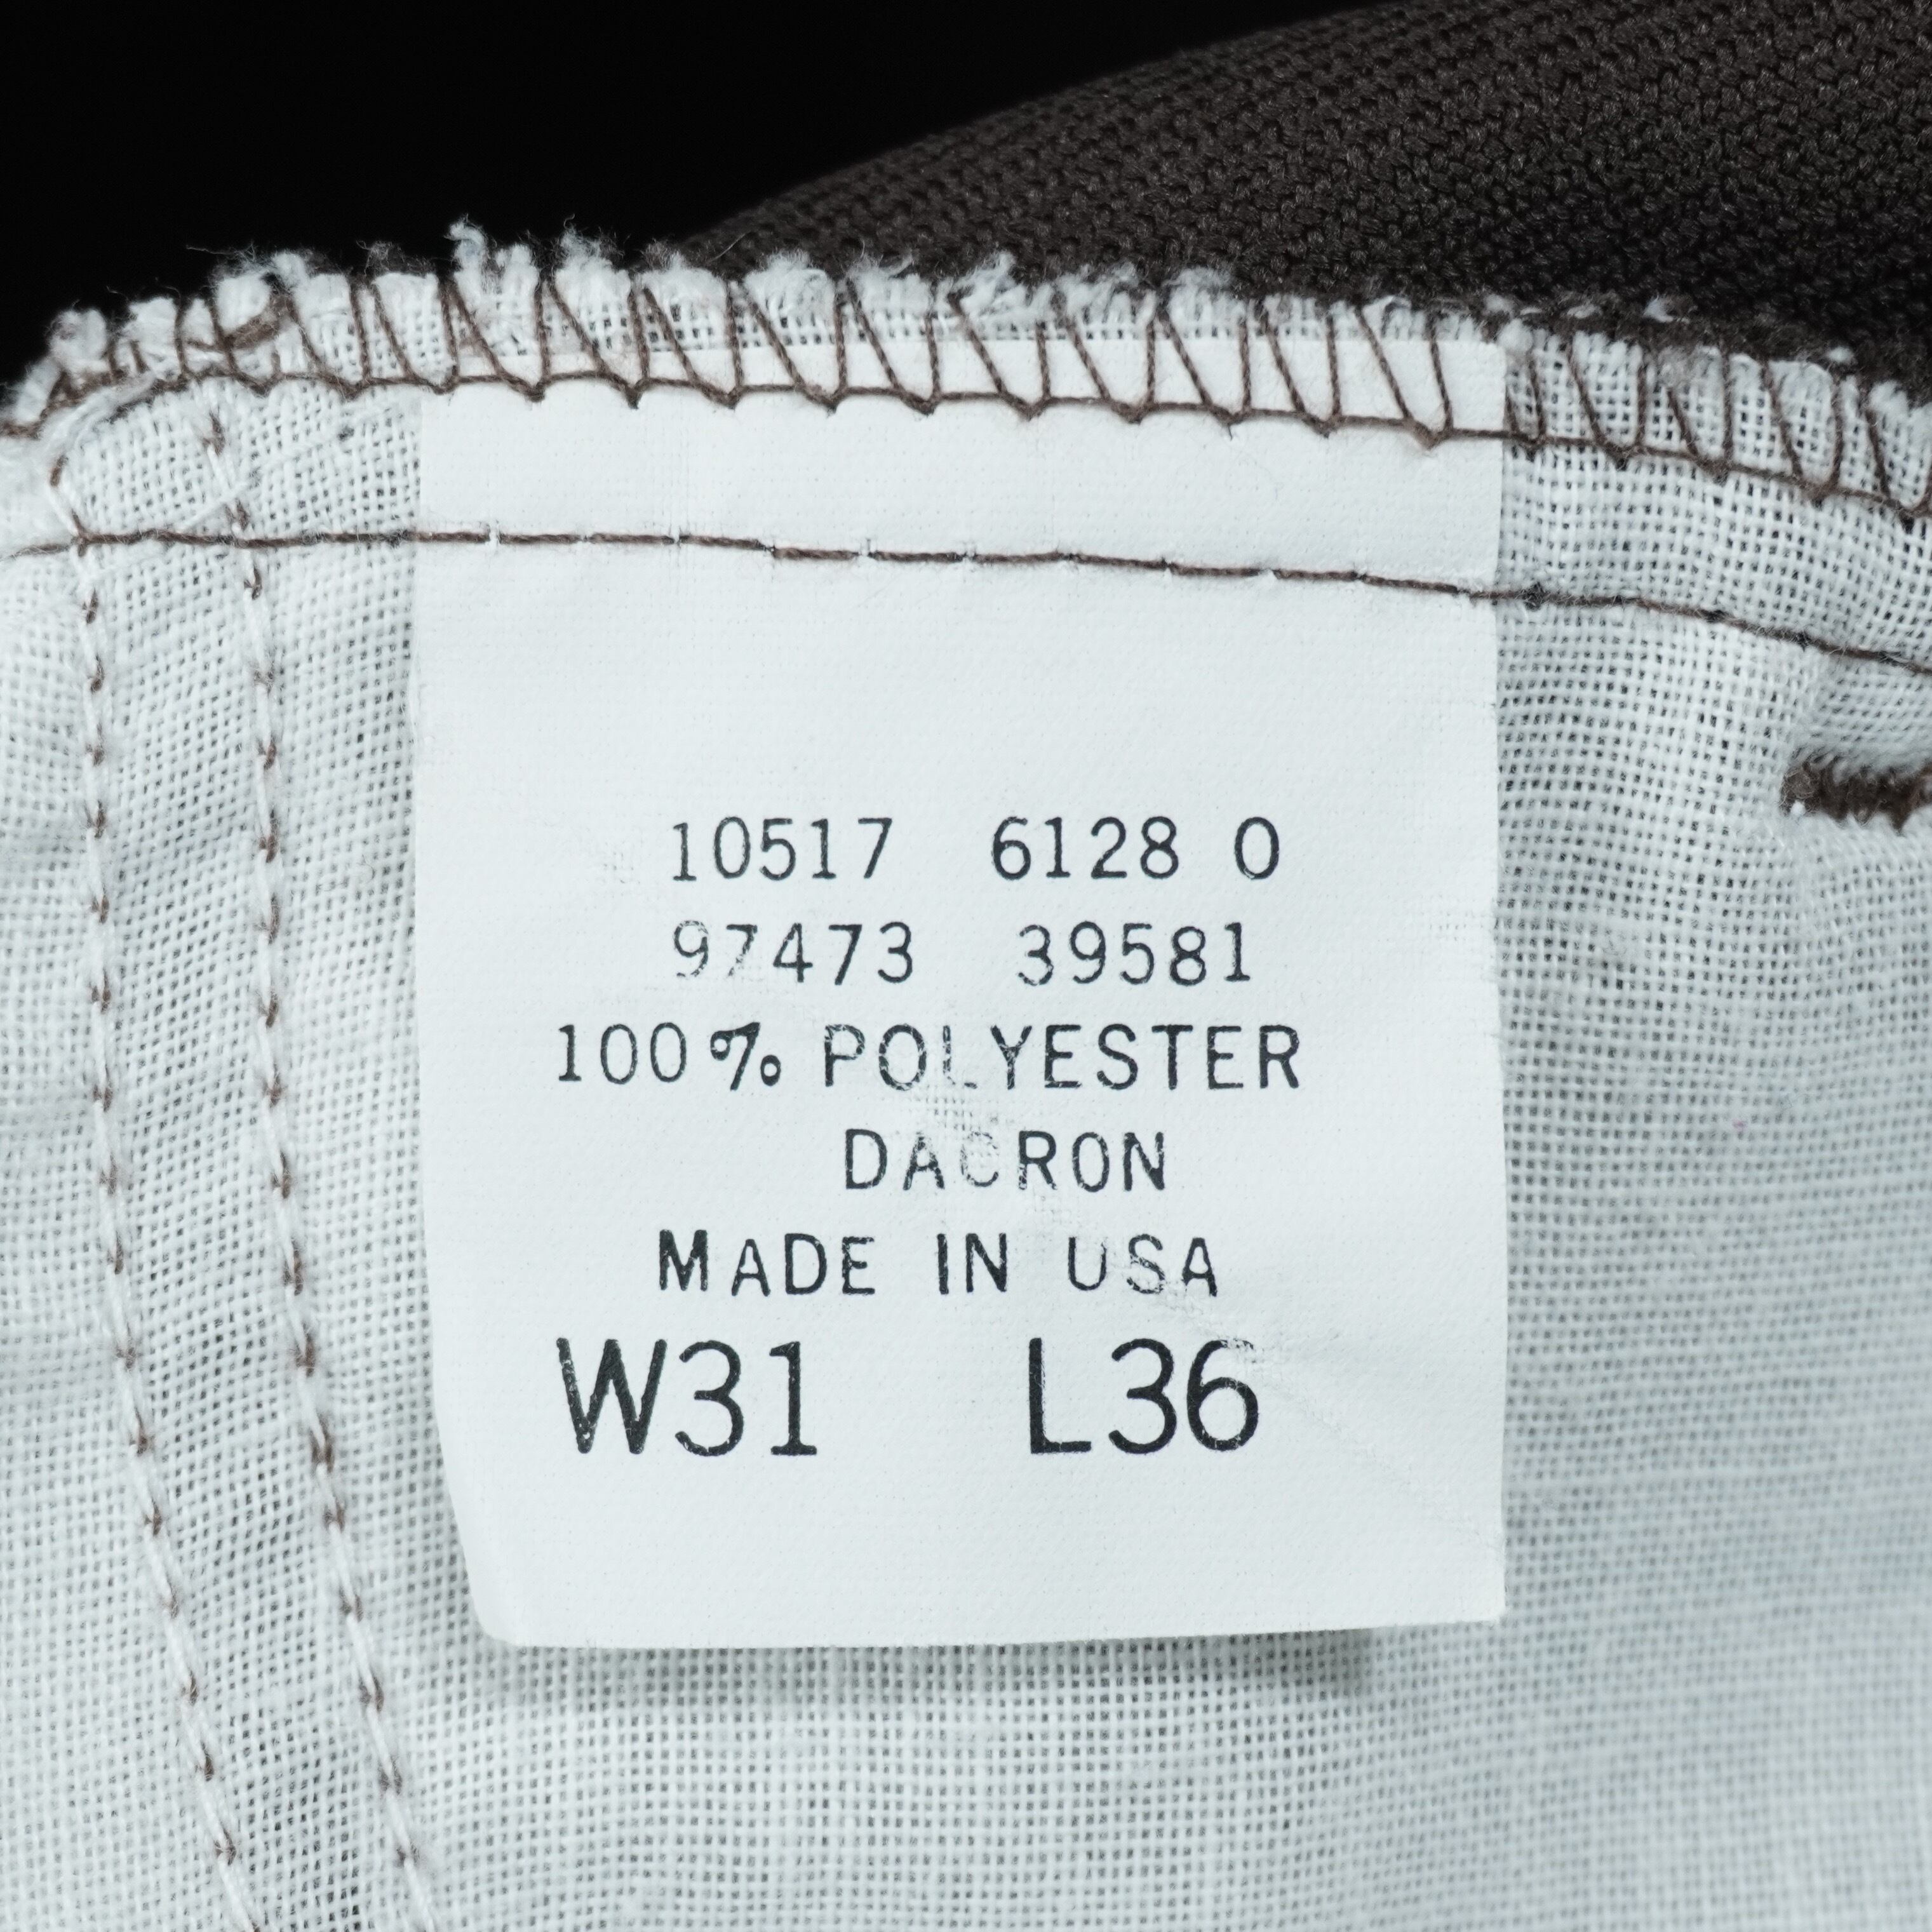 10517 6128 0
97473 39581
100% POLYESTER
DACRON
MADE IN USA
W31 L36